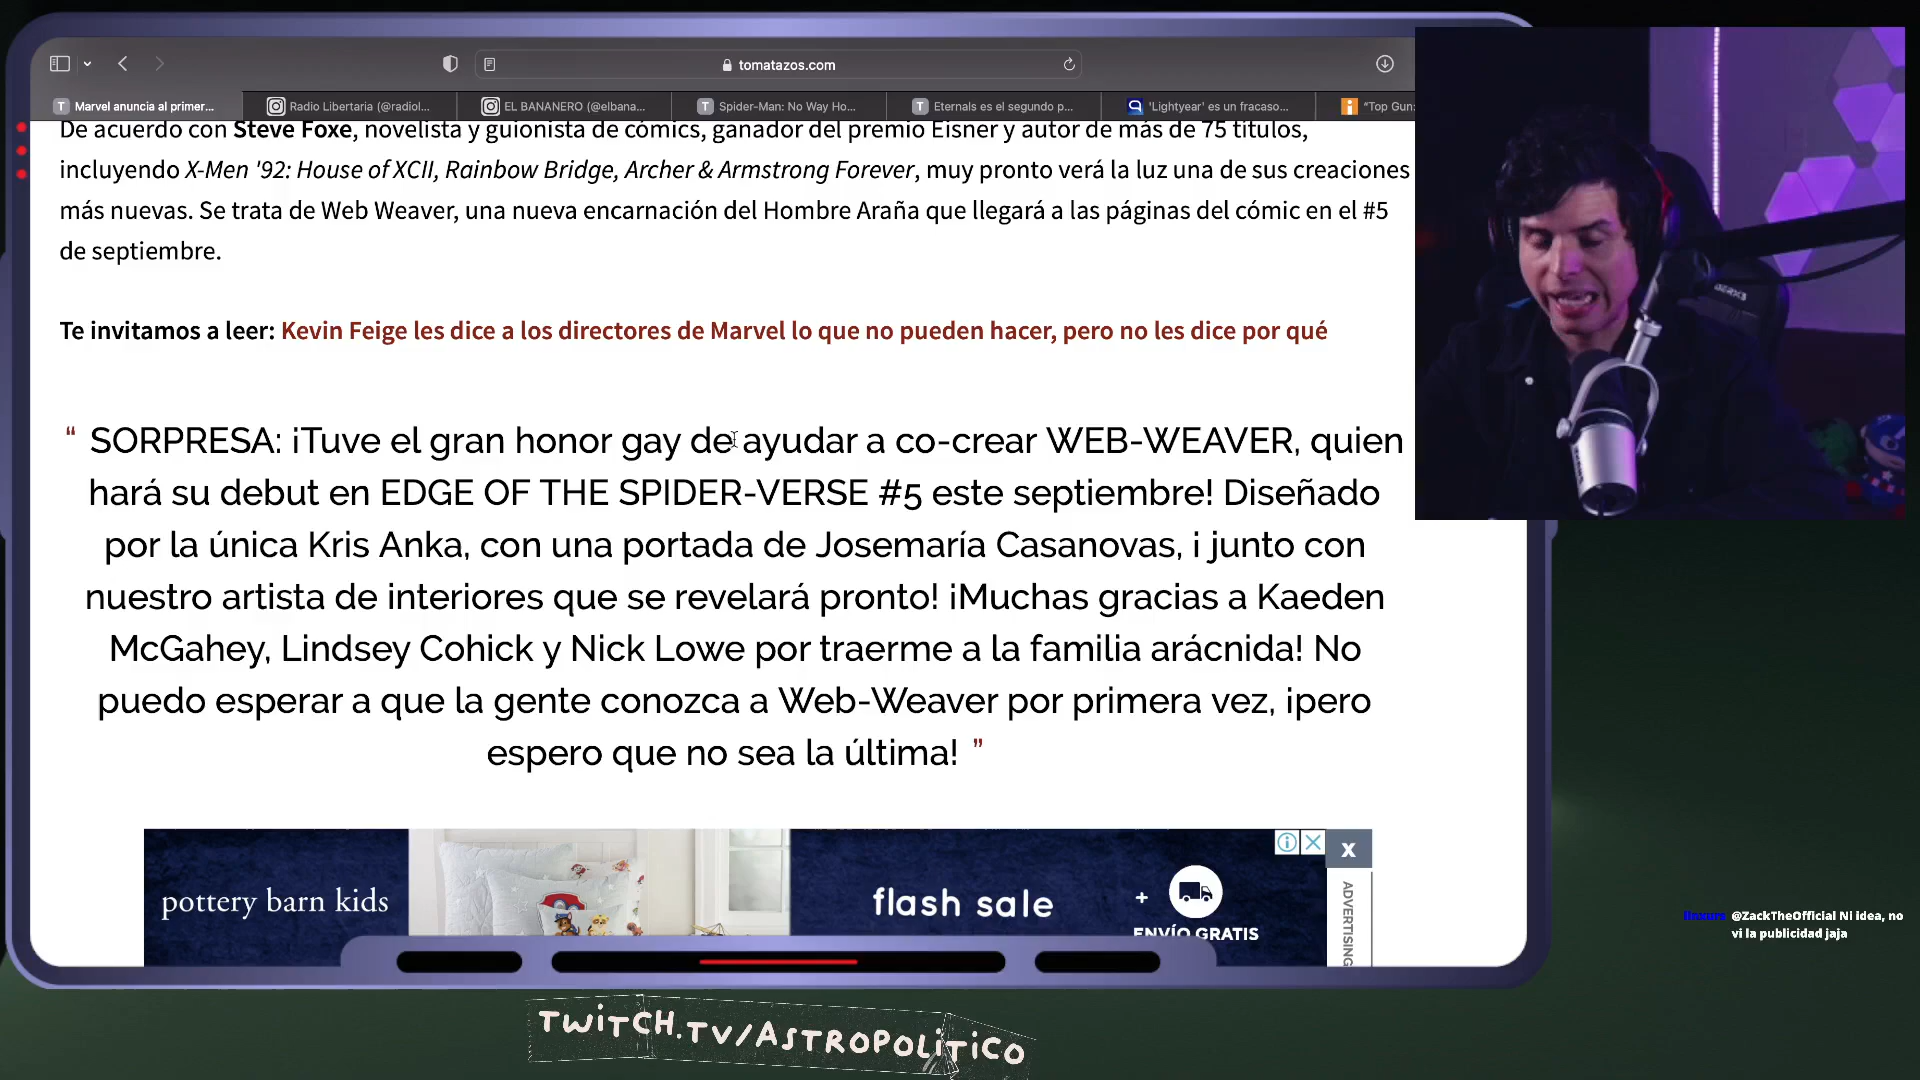 tomatazos.com
Marvel anuncia al primer...
Radio Libertaria (@radiol...
EL BANANERO (@elbana...
Spider-Man: No Way Ho...
Eternals es el segundo p...
'Lightyear' es un fracaso...
"Top Gun:
De acuerdo con Steve Foxe, novelista y guionista de cómics, ganador del premio Eisner y autor de más de 75 títulos,
incluyendo X-Men '92: House of XCII, Rainbow Bridge, Archer & Armstrong Forever, muy pronto verá la luz una de sus creaciones
más nuevas. Se trata de Web Weaver, una nueva encarnación del Hombre Araña que llegará a las páginas del cómic en el #5
de septiembre.
Te invitamos a leer: Kevin Feige les dice a los directores de Marvel lo que no pueden hacer, pero no les dice por qué
“ SORPRESA: ¡Tuve el gran honor gay de ayudar a co-crear WEB-WEAVER, quien
hará su debut en EDGE OF THE SPIDER-VERSE #5 este septiembre! Diseñado
por la única Kris Anka, con una portada de Josemaría Casanovas, ¡ junto con
nuestro artista de interiores que se revelará pronto! ¡Muchas gracias a Kaeden
McGahey, Lindsey Cohick y Nick Lowe por traerme a la familia arácnida! No
puedo esperar a que la gente conozca a Web-Weaver por primera vez, ¡pero
espero que no sea la última! ”
pottery barn kids
flash sale
+
ENVÍO GRATIS
X
ADVERTISING
@ZackTheOfficial Ni idea, no
vi la publicidad jaja
TWITCH.TV/ASTROPOLITICO